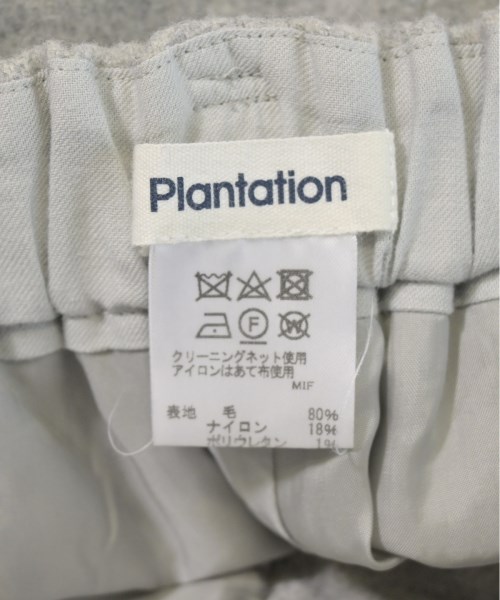 Plantation
F
W
クリーニングネット使用
アイロンはあて布使用
MIF
表地 毛 80%
ナイロン 18%
ポリウレタン 1%